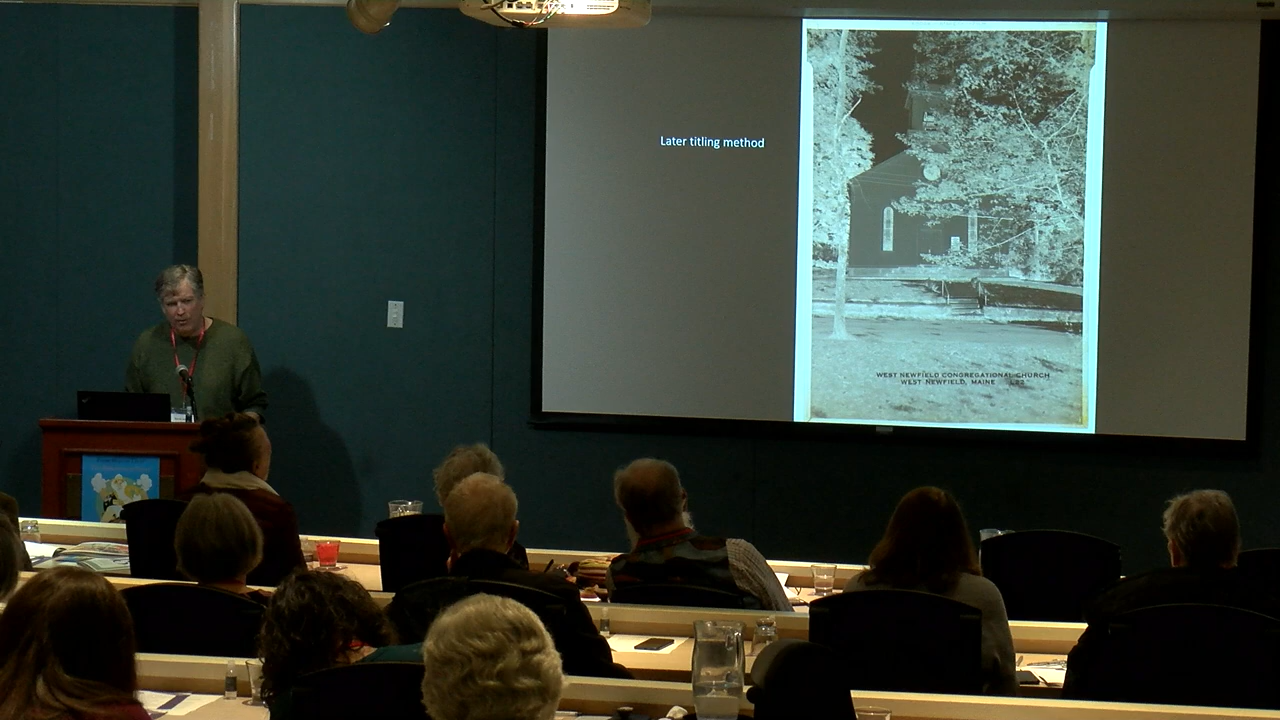 Later titling method
WEST NEWFIELD CONGREGATIONAL CHURCH
WEST NEWFIELD, MAINE